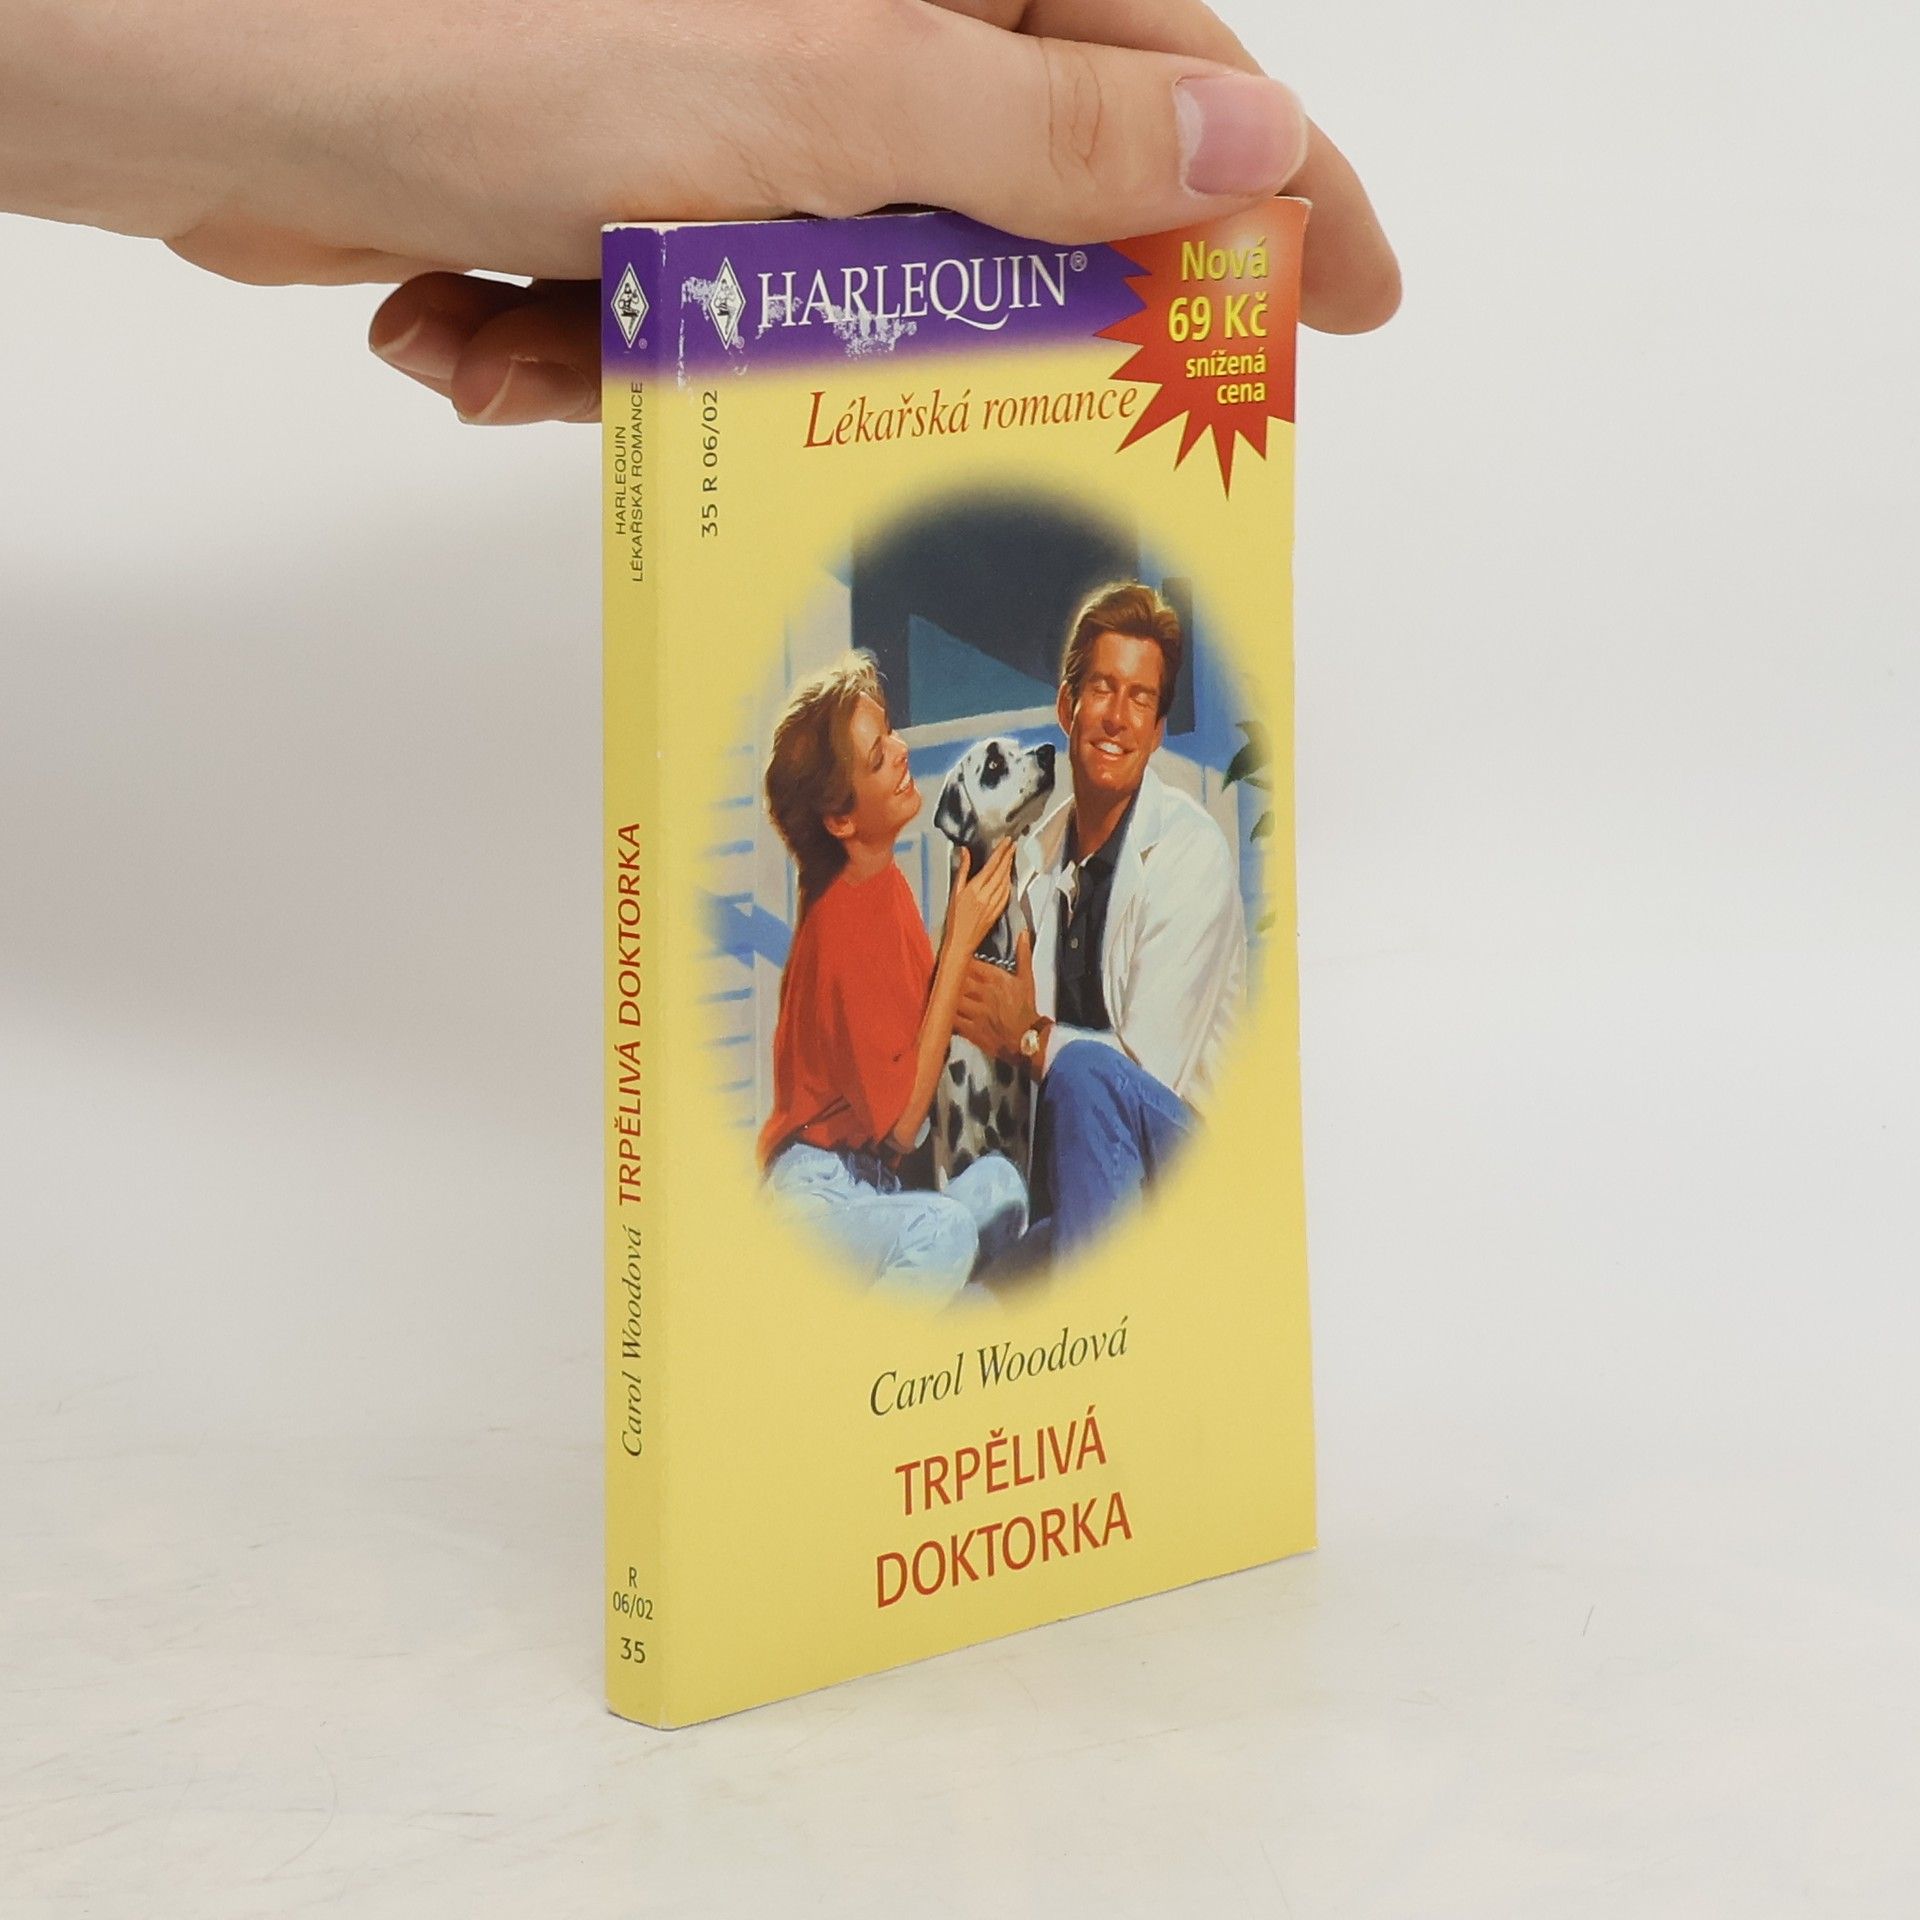 HARLEQUIN®
Nová
69 Kč
snížená
cena
Lékařská romance
35 R 06/02
Carol Woodová
TRPĚLIVÁ
DOKTORKA
HARLEQUIN
LÉKAŘSKÁ ROMANCE
Carol Woodová TRPĚLIVÁ DOKTORKA
R
06/02
35